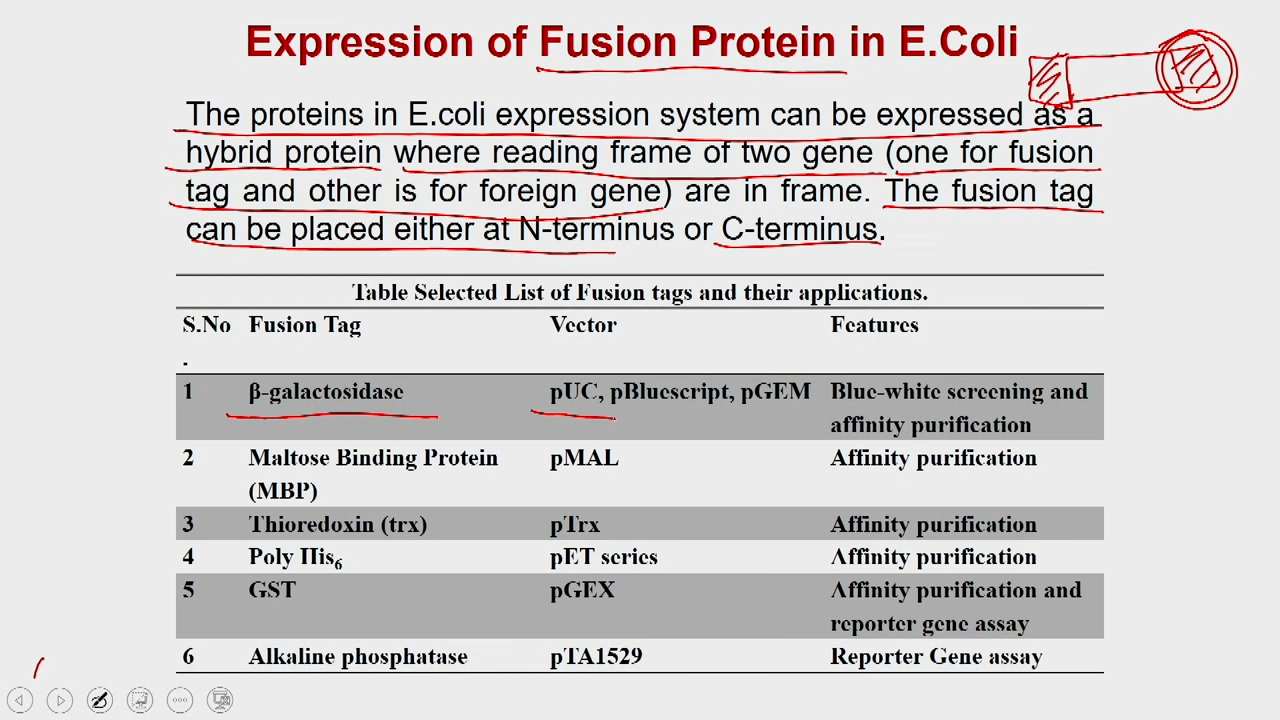 Expression of Fusion Protein in E.Coli
The proteins in E.coli expression system can be expressed as a
hybrid protein where reading frame of two gene (one for fusion
tag and other is for foreign gene) are in frame. The fusion tag
can be placed either at N-terminus or C-terminus.
Table Selected List of Fusion tags and their applications.
S.No Fusion Tag Vector Features
.
1 β-galactosidase pUC, pBluescript, pGEM Blue-white screening and
affinity purification
2 Maltose Binding Protein pMAL Affinity purification
(MBP)
3 Thioredoxin (trx) pTrx Affinity purification
4 Poly His₆ pET series Affinity purification
5 GST pGEX Affinity purification and
reporter gene assay
6 Alkaline phosphatase pTA1529 Reporter Gene assay